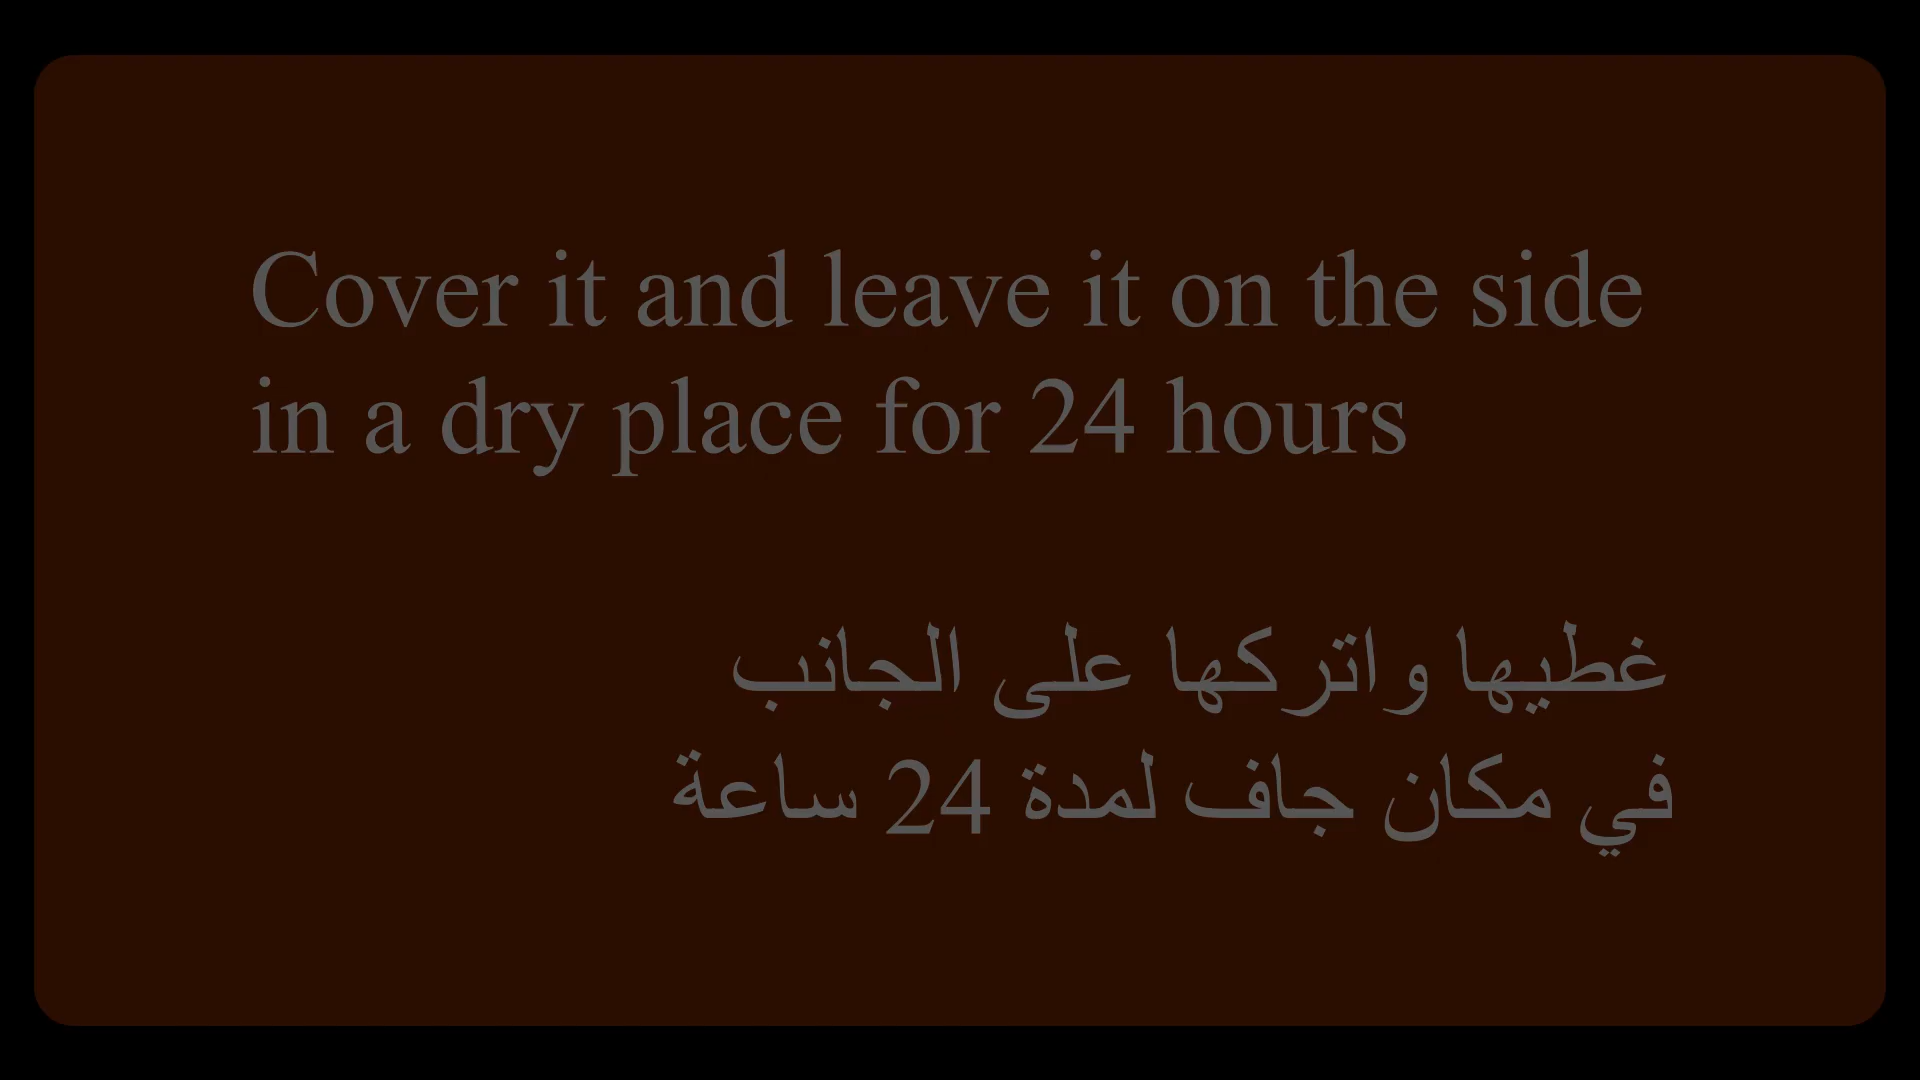 Cover it and leave it on the side
in a dry place for 24 hours
غطيها واتركها على الجانب
في مكان جاف لمدة 24 ساعة